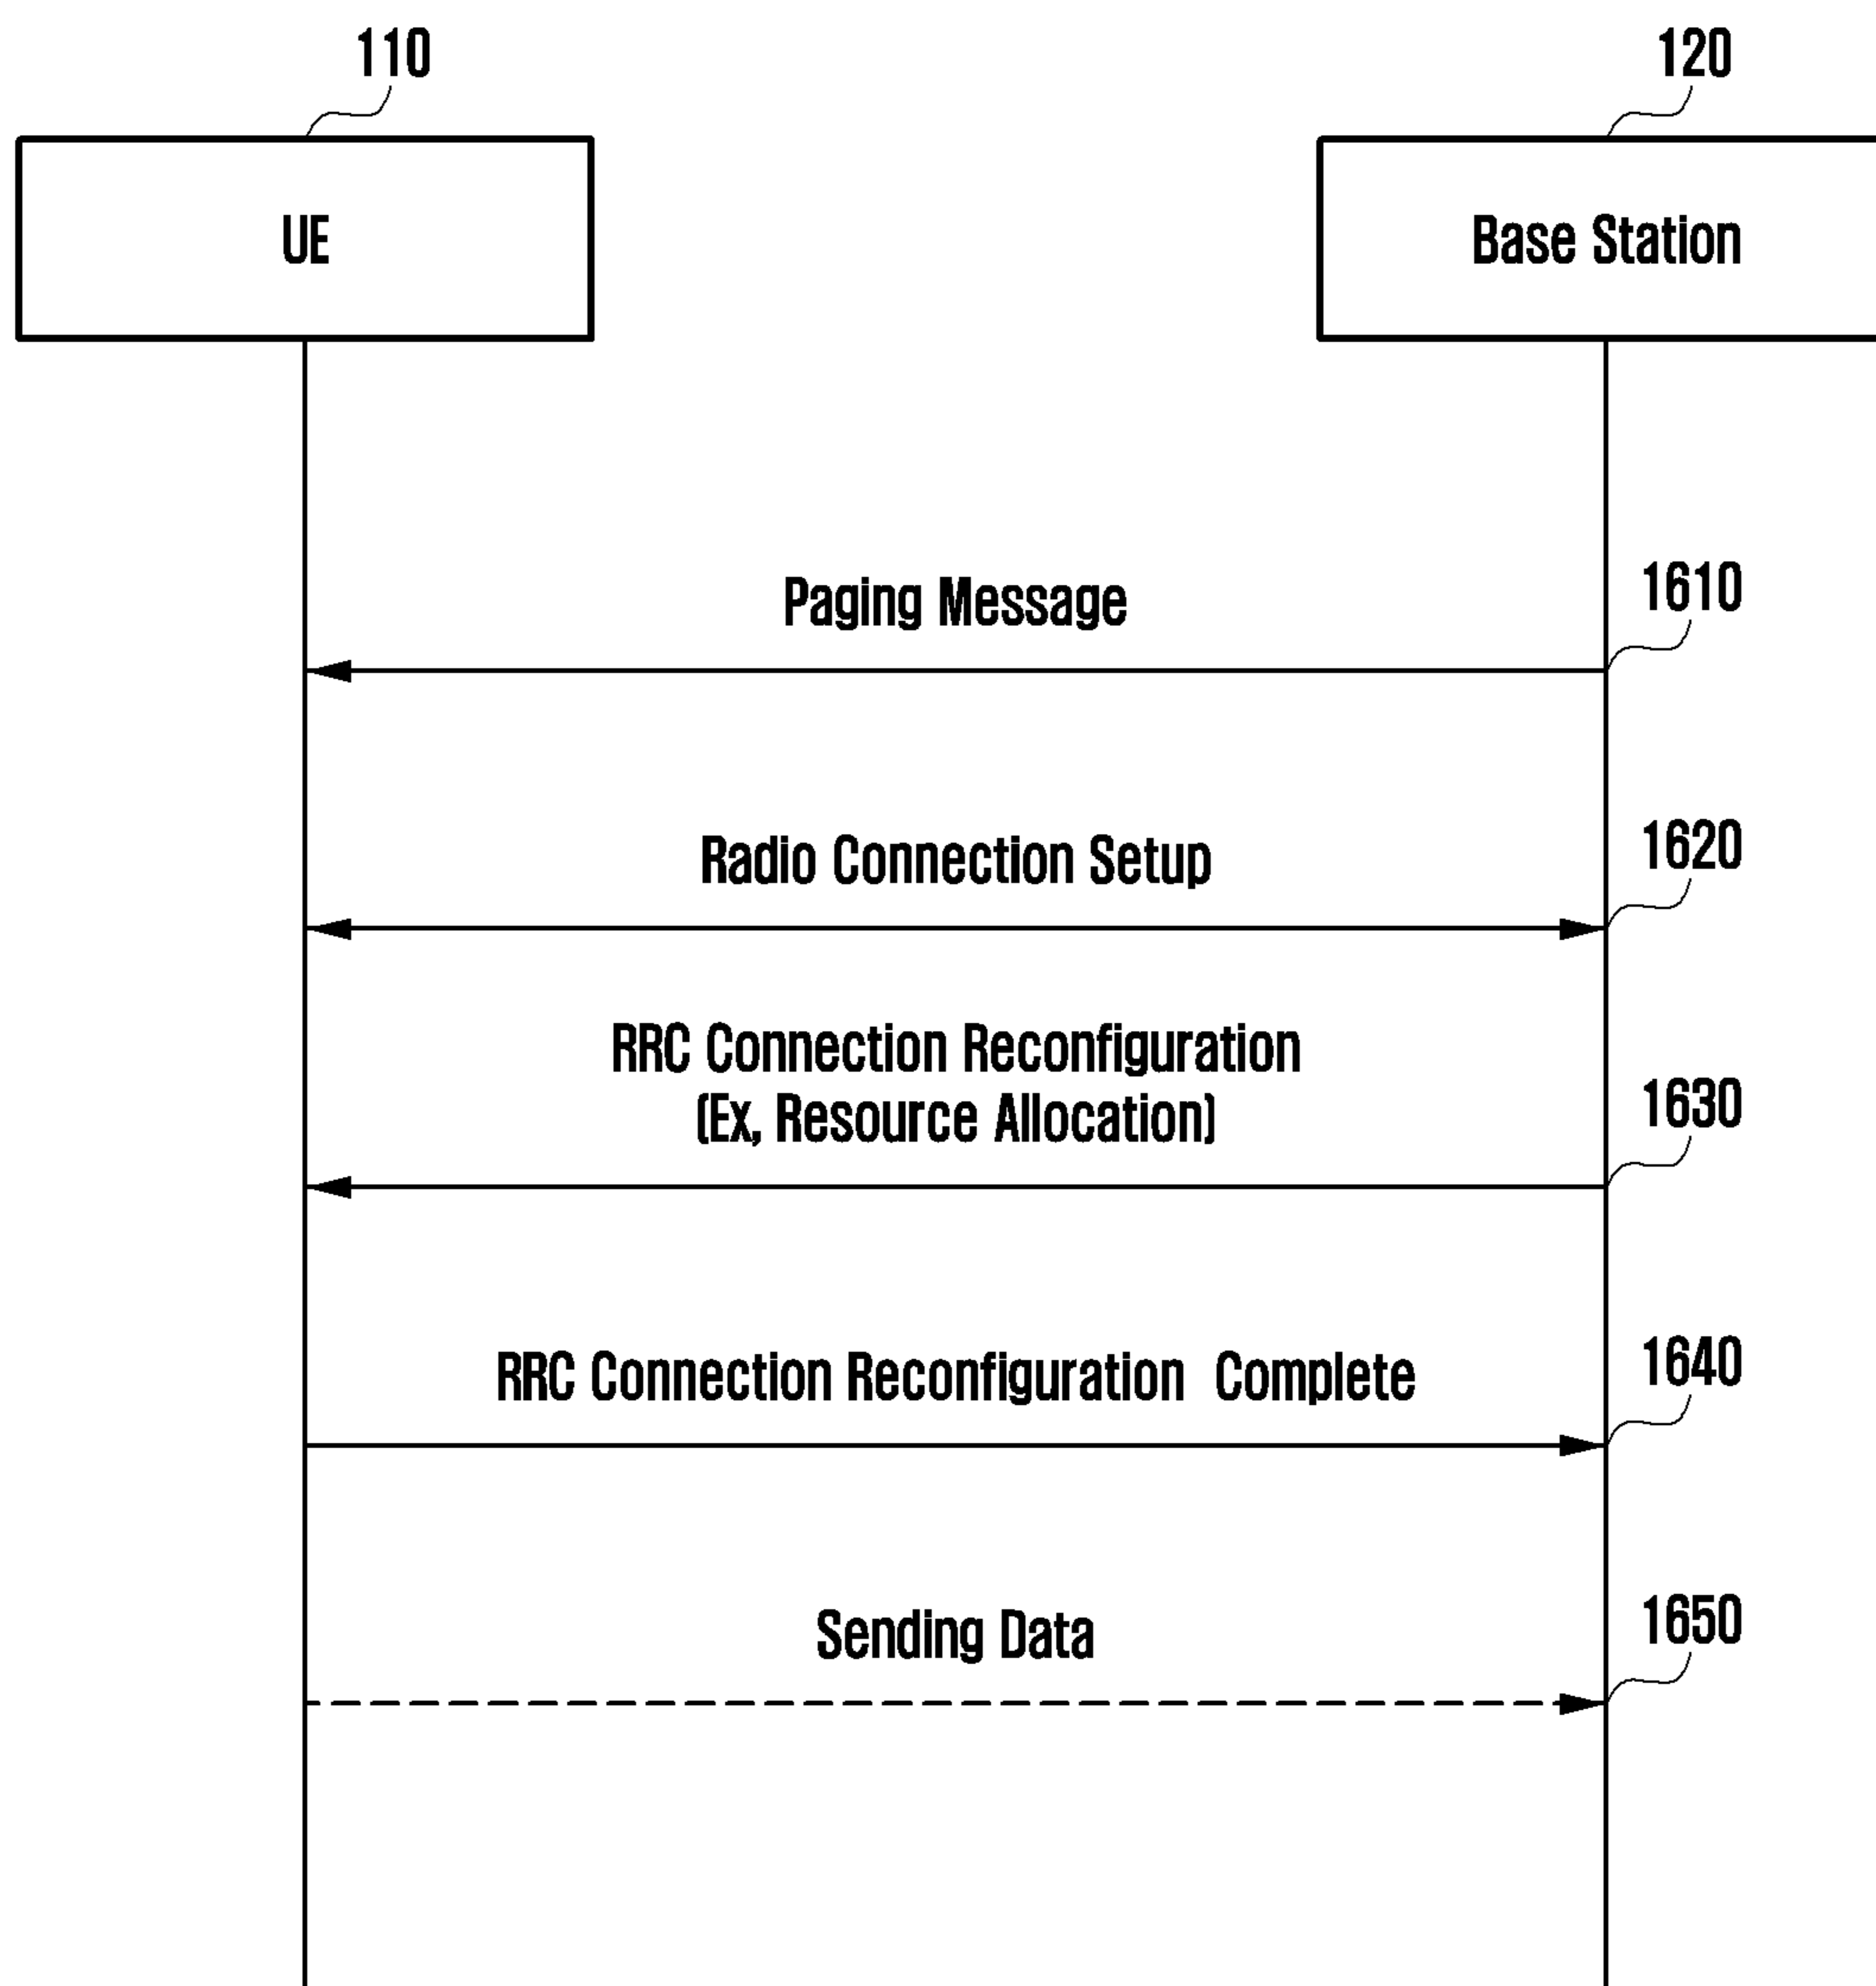 110
120
UE
Base Station
Paging Message
1610
Radio Connection Setup
1620
RRC Connection Reconfiguration
(Ex, Resource Allocation)
1630
RRC Connection Reconfiguration Complete
1640
Sending Data
1650